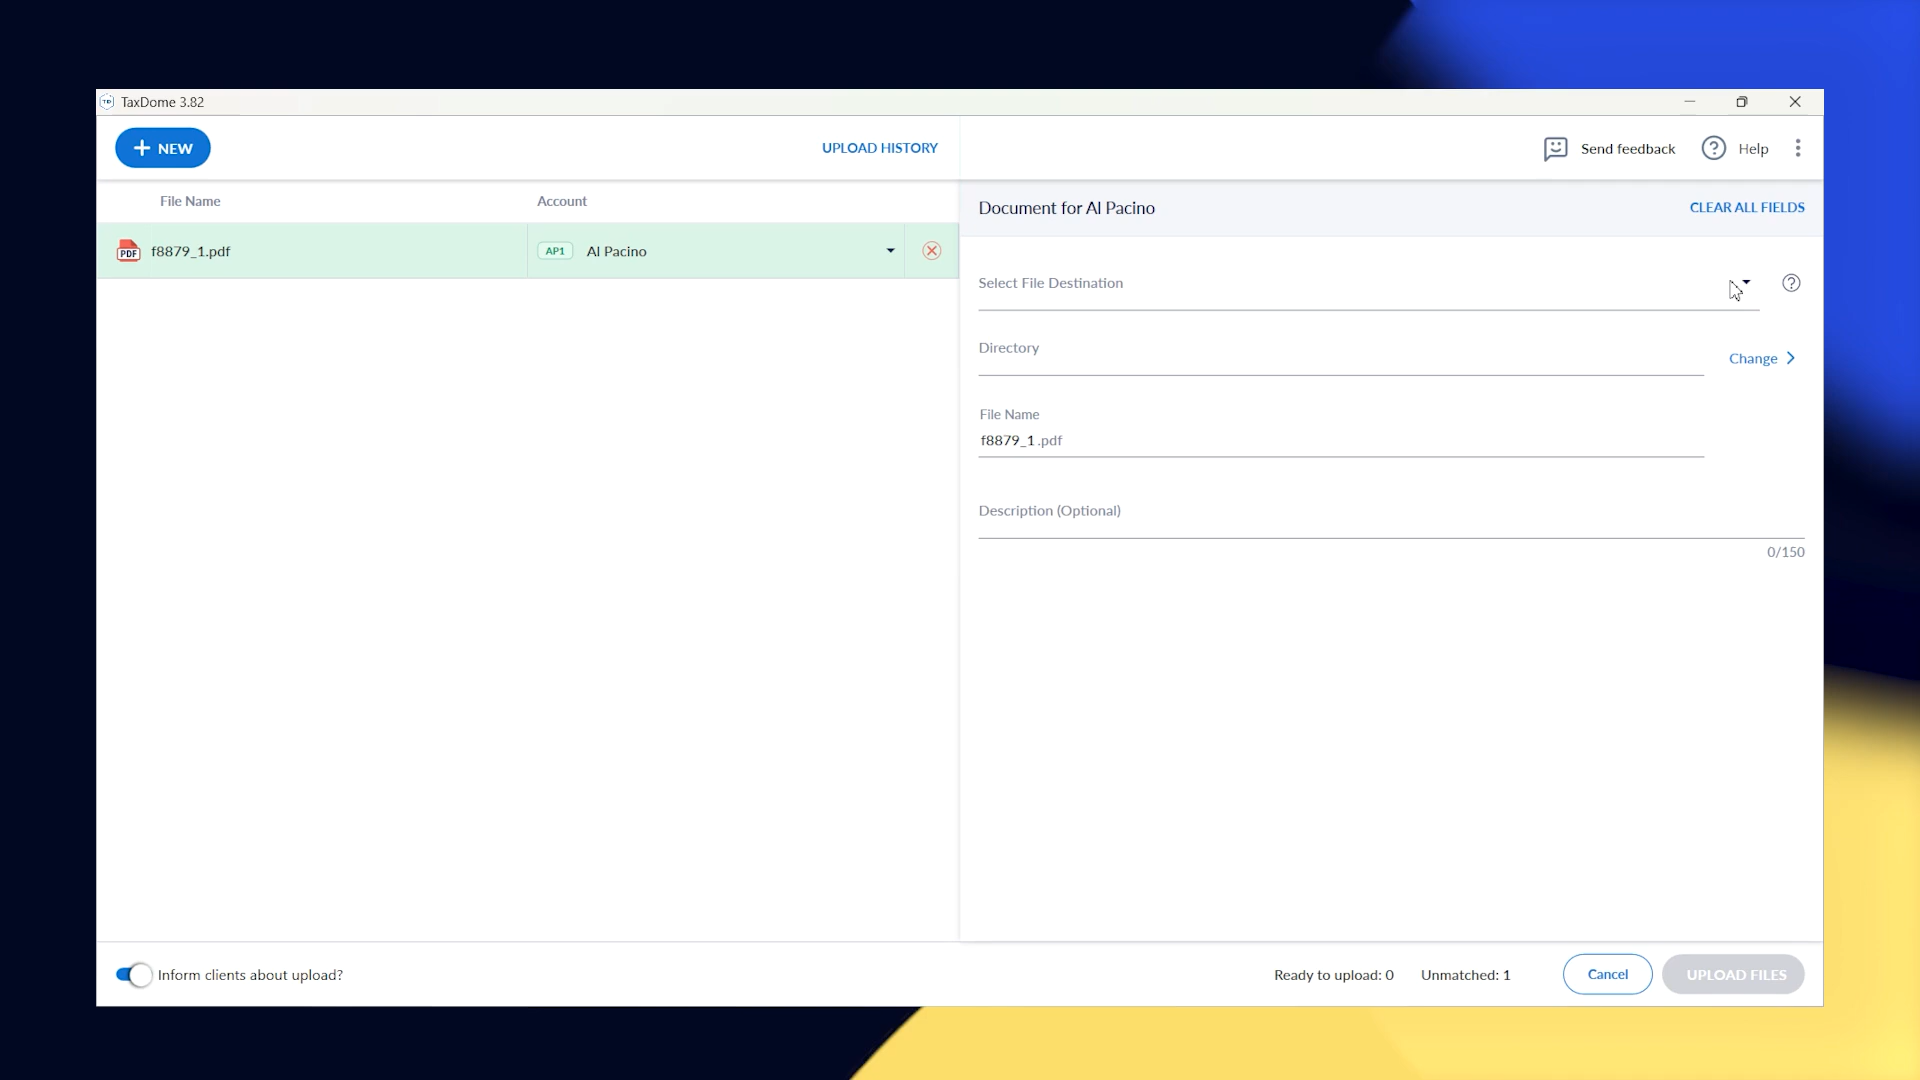 TD TaxDome 3.82
NEW
UPLOAD HISTORY
Send feedback
? Help
File Name
Account
Document for Al Pacino
CLEAR ALL FIELDS
PDF f8879_1.pdf
AP1 Al Pacino
Select File Destination
?
Directory
Change
File Name
f8879_1.pdf
Description (Optional)
0/150
Inform clients about upload?
Ready to upload: 0
Unmatched: 1
Cancel
UPLOAD FILES